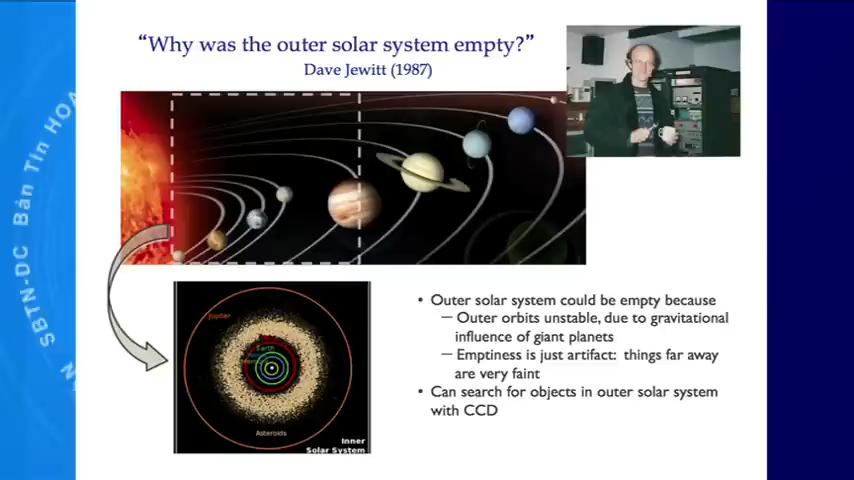 “Why was the outer solar system empty?”
Dave Jewitt (1987)
SBTN-DC Bản Tin HOA
Jupiter
Earth
Asteroids
Inner
Solar System
• Outer solar system could be empty because
— Outer orbits unstable, due to gravitational
influence of giant planets
— Emptiness is just artifact: things far away
are very faint
• Can search for objects in outer solar system
with CCD